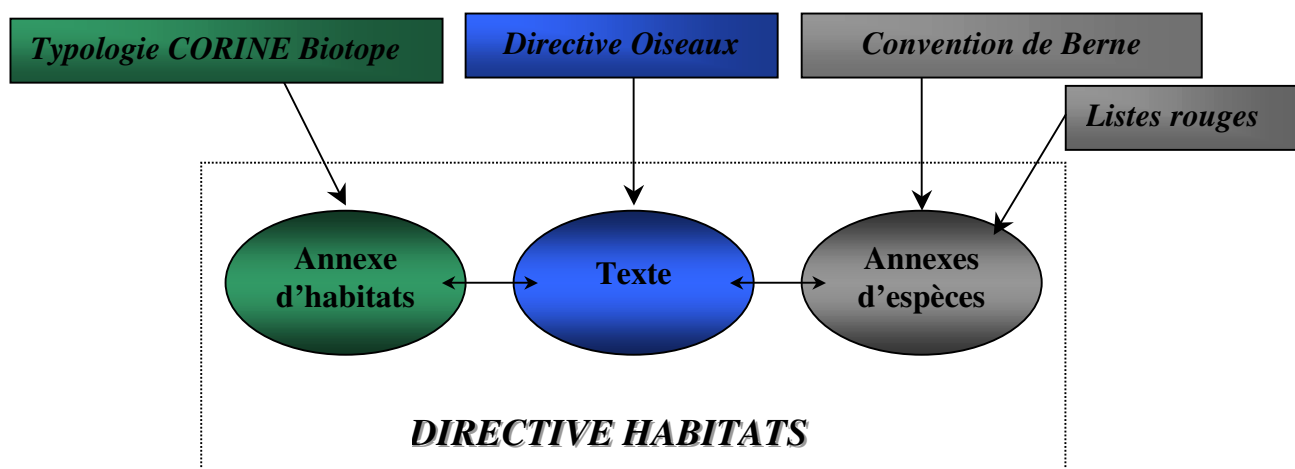 Typologie CORINE Biotope
Directive Oiseaux
Convention de Berne
Listes rouges
Annexe
d’habitats
Texte
Annexes
d’espèces
DIRECTIVE HABITATS